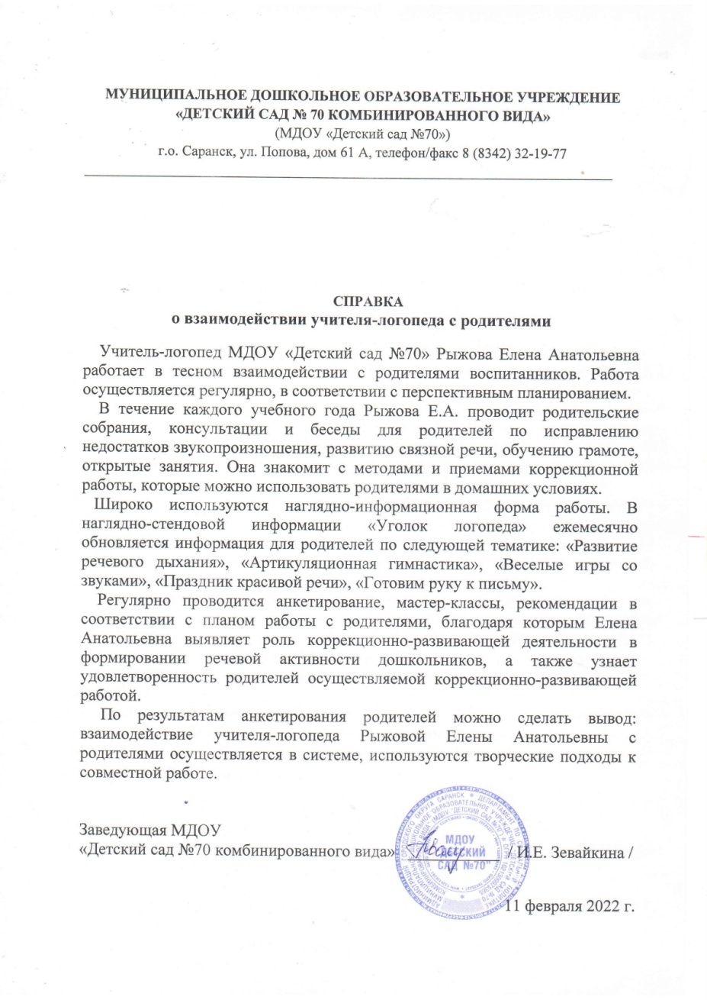 МУНИЦИПАЛЬНОЕ ДОШКОЛЬНОЕ ОБРАЗОВАТЕЛЬНОЕ УЧРЕЖДЕНИЕ
«ДЕТСКИЙ САД № 70 КОМБИНИРОВАННОГО ВИДА»
(МДОУ «Детский сад №70»)
г.о. Саранск, ул. Попова, дом 61 А, телефон/факс 8 (8342) 32-19-77
СПРАВКА
о взаимодействии учителя-логопеда с родителями
Учитель-логопед МДОУ «Детский сад №70» Рыжова Елена Анатольевна
работает в тесном взаимодействии с родителями воспитанников. Работа
осуществляется регулярно, в соответствии с перспективным планированием.
В течение каждого учебного года Рыжова Е.А. проводит родительские
собрания, консультации и беседы для родителей по исправлению
недостатков звукопроизношения, развитию связной речи, обучению грамоте,
открытые занятия. Она знакомит с методами и приемами коррекционной
работы, которые можно использовать родителями в домашних условиях.
Широко используются наглядно-информационная форма работы. В
наглядно-стендовой информации «Уголок логопеда» ежемесячно
обновляется информация для родителей по следующей тематике: «Развитие
речевого дыхания», «Артикуляционная гимнастика», «Веселые игры со
звуками», «Праздник красивой речи», «Готовим руку к письму».
Регулярно проводится анкетирование, мастер-классы, рекомендации в
соответствии с планом работы с родителями, благодаря которым Елена
Анатольевна выявляет роль коррекционно-развивающей деятельности в
формировании речевой активности дошкольников, а также узнает
удовлетворенность родителей осуществляемой коррекционно-развивающей
работой.
По результатам анкетирования родителей можно сделать вывод:
взаимодействие учителя-логопеда Рыжовой Елены Анатольевны с
родителями осуществляется в системе, используются творческие подходы к
совместной работе.
Заведующая МДОУ
«Детский сад №70 комбинированного вида» / И.Е. Зевайкина /
МДОУ
"ДЕТСКИЙ
САД №70"
11 февраля 2022 г.